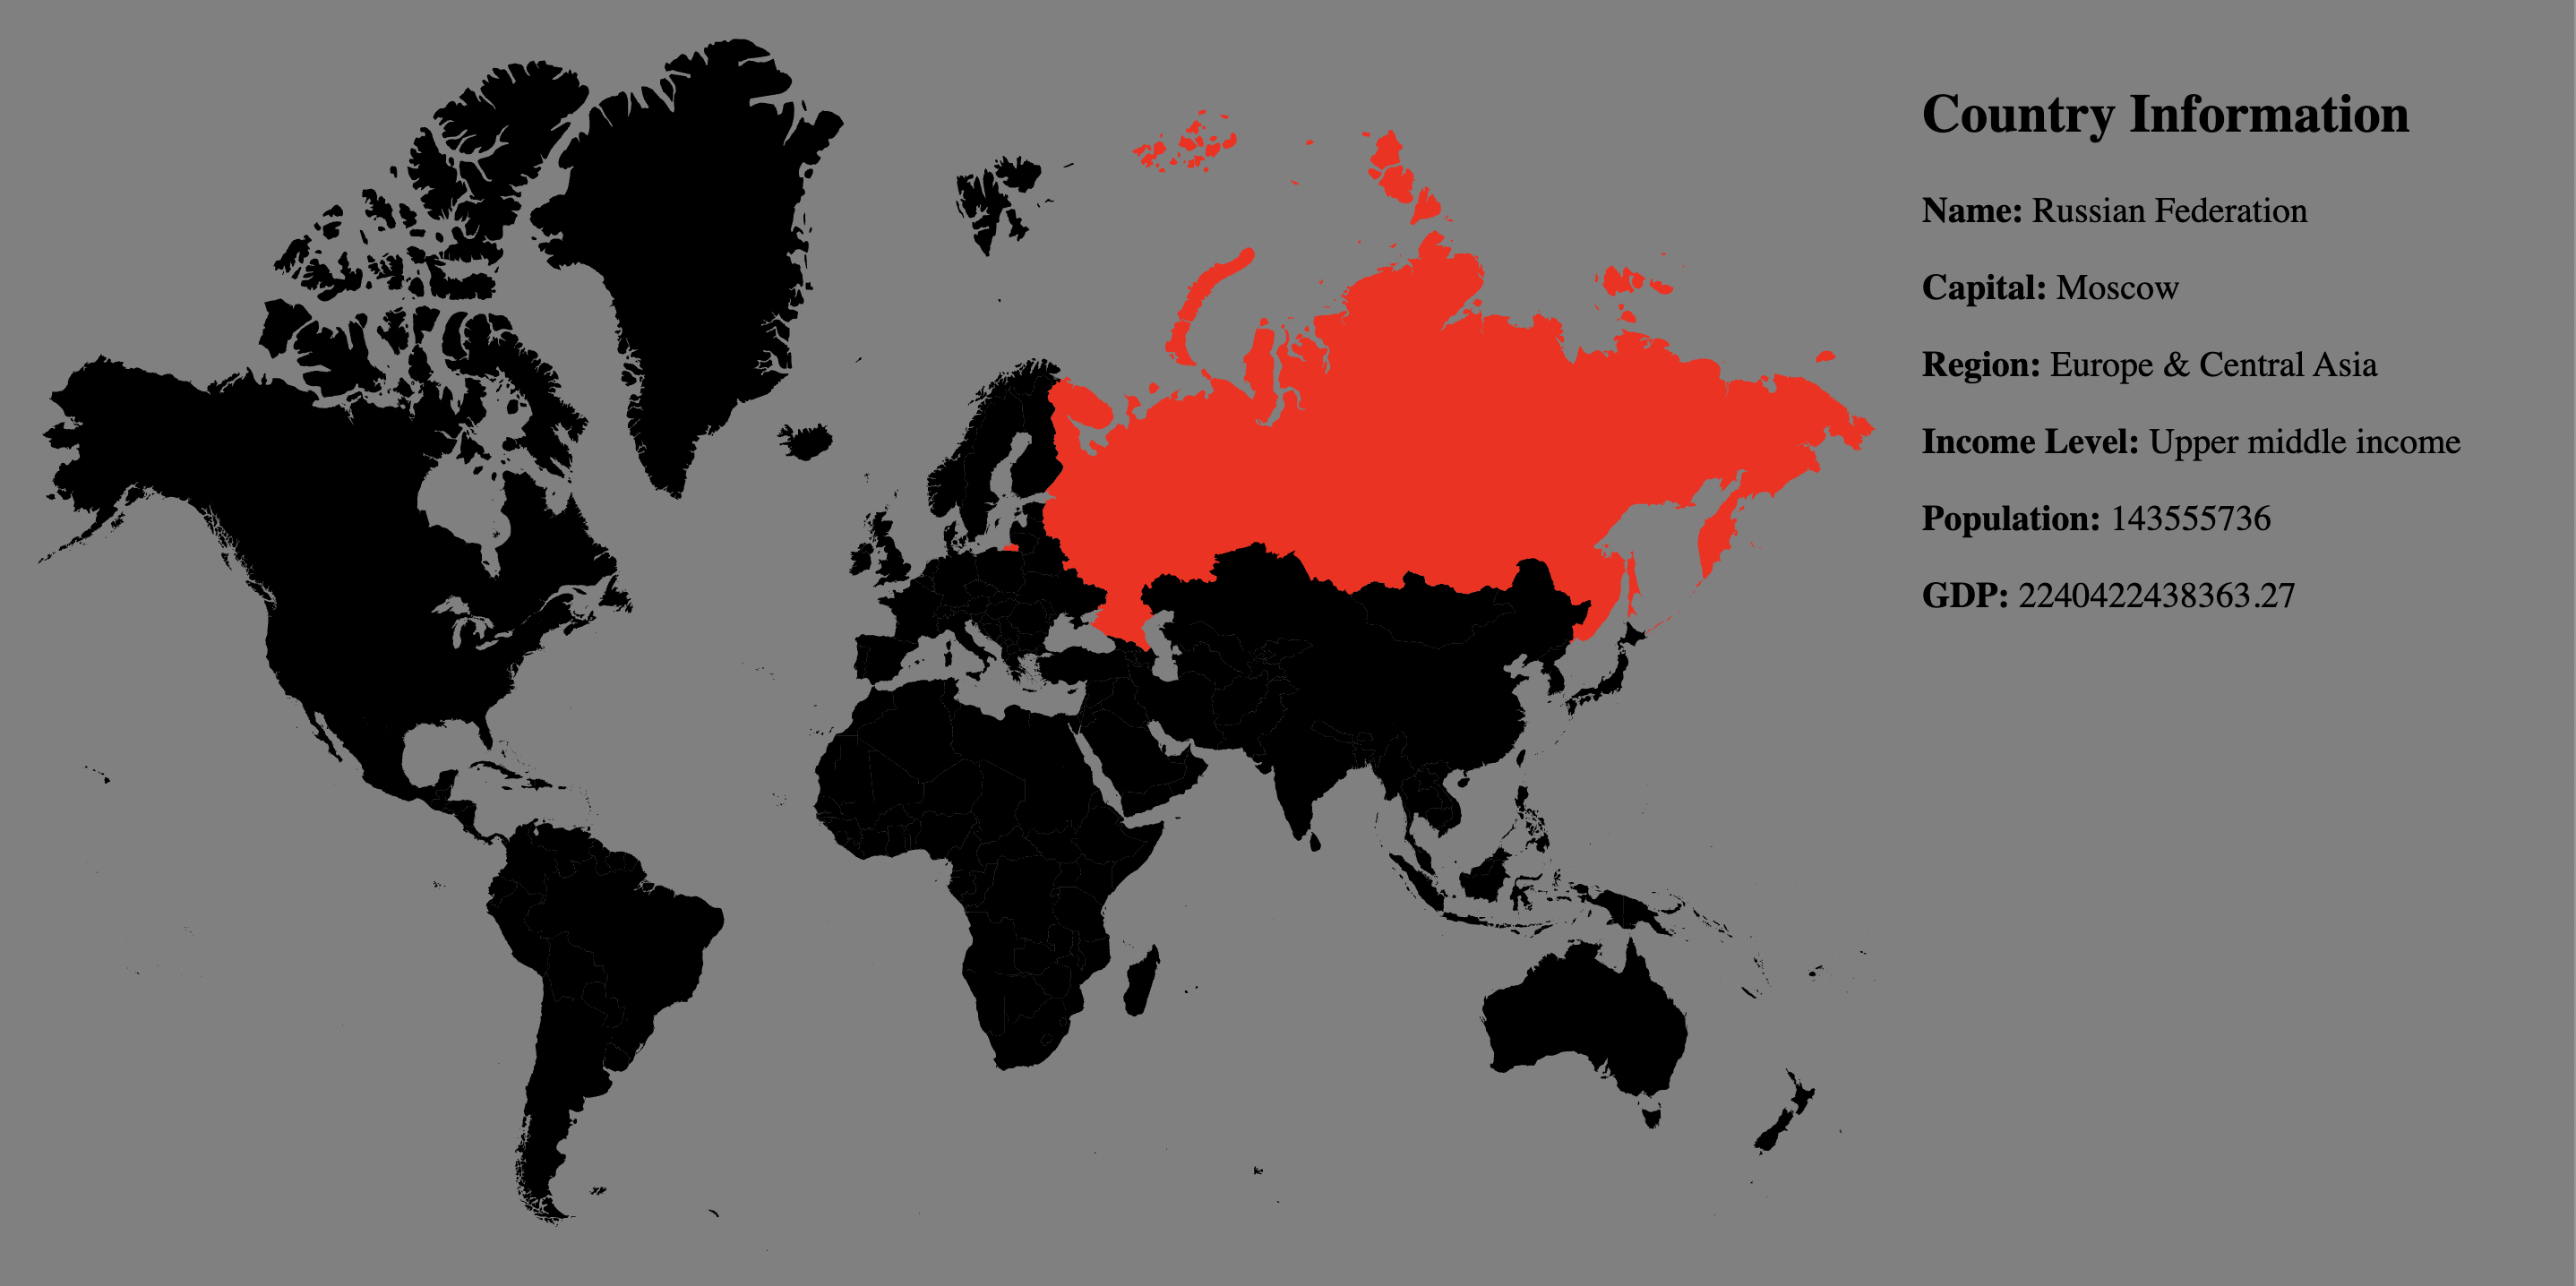 Country Information
Name: Russian Federation
Capital: Moscow
Region: Europe & Central Asia
Income Level: Upper middle income
Population: 143555736
GDP: 2240422438363.27